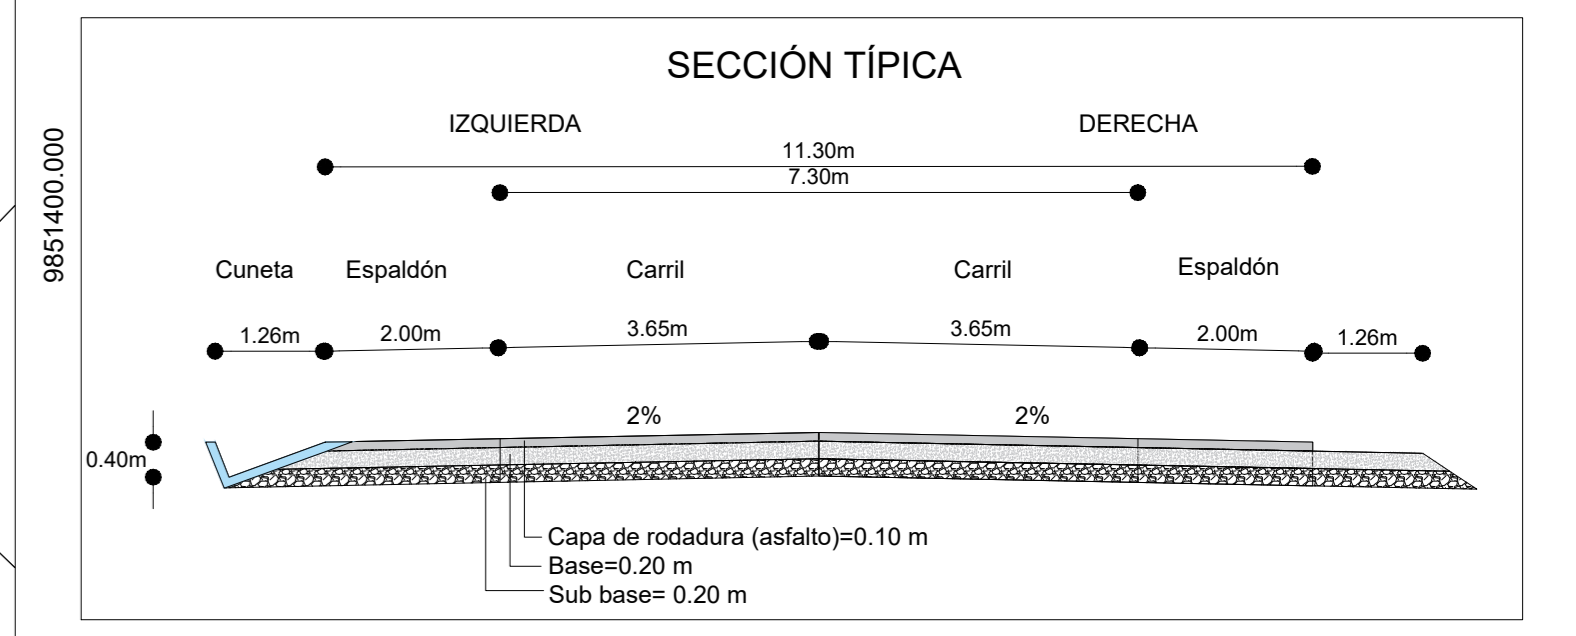 9851400.000
SECCIÓN TÍPICA
IZQUIERDA
DERECHA
11.30m
7.30m
Cuneta
Espaldón
Carril
Carril
Espaldón
1.26m
2.00m
3.65m
3.65m
2.00m
1.26m
2%
2%
0.40m
Capa de rodadura (asfalto)=0.10 m
Base=0.20 m
Sub base= 0.20 m